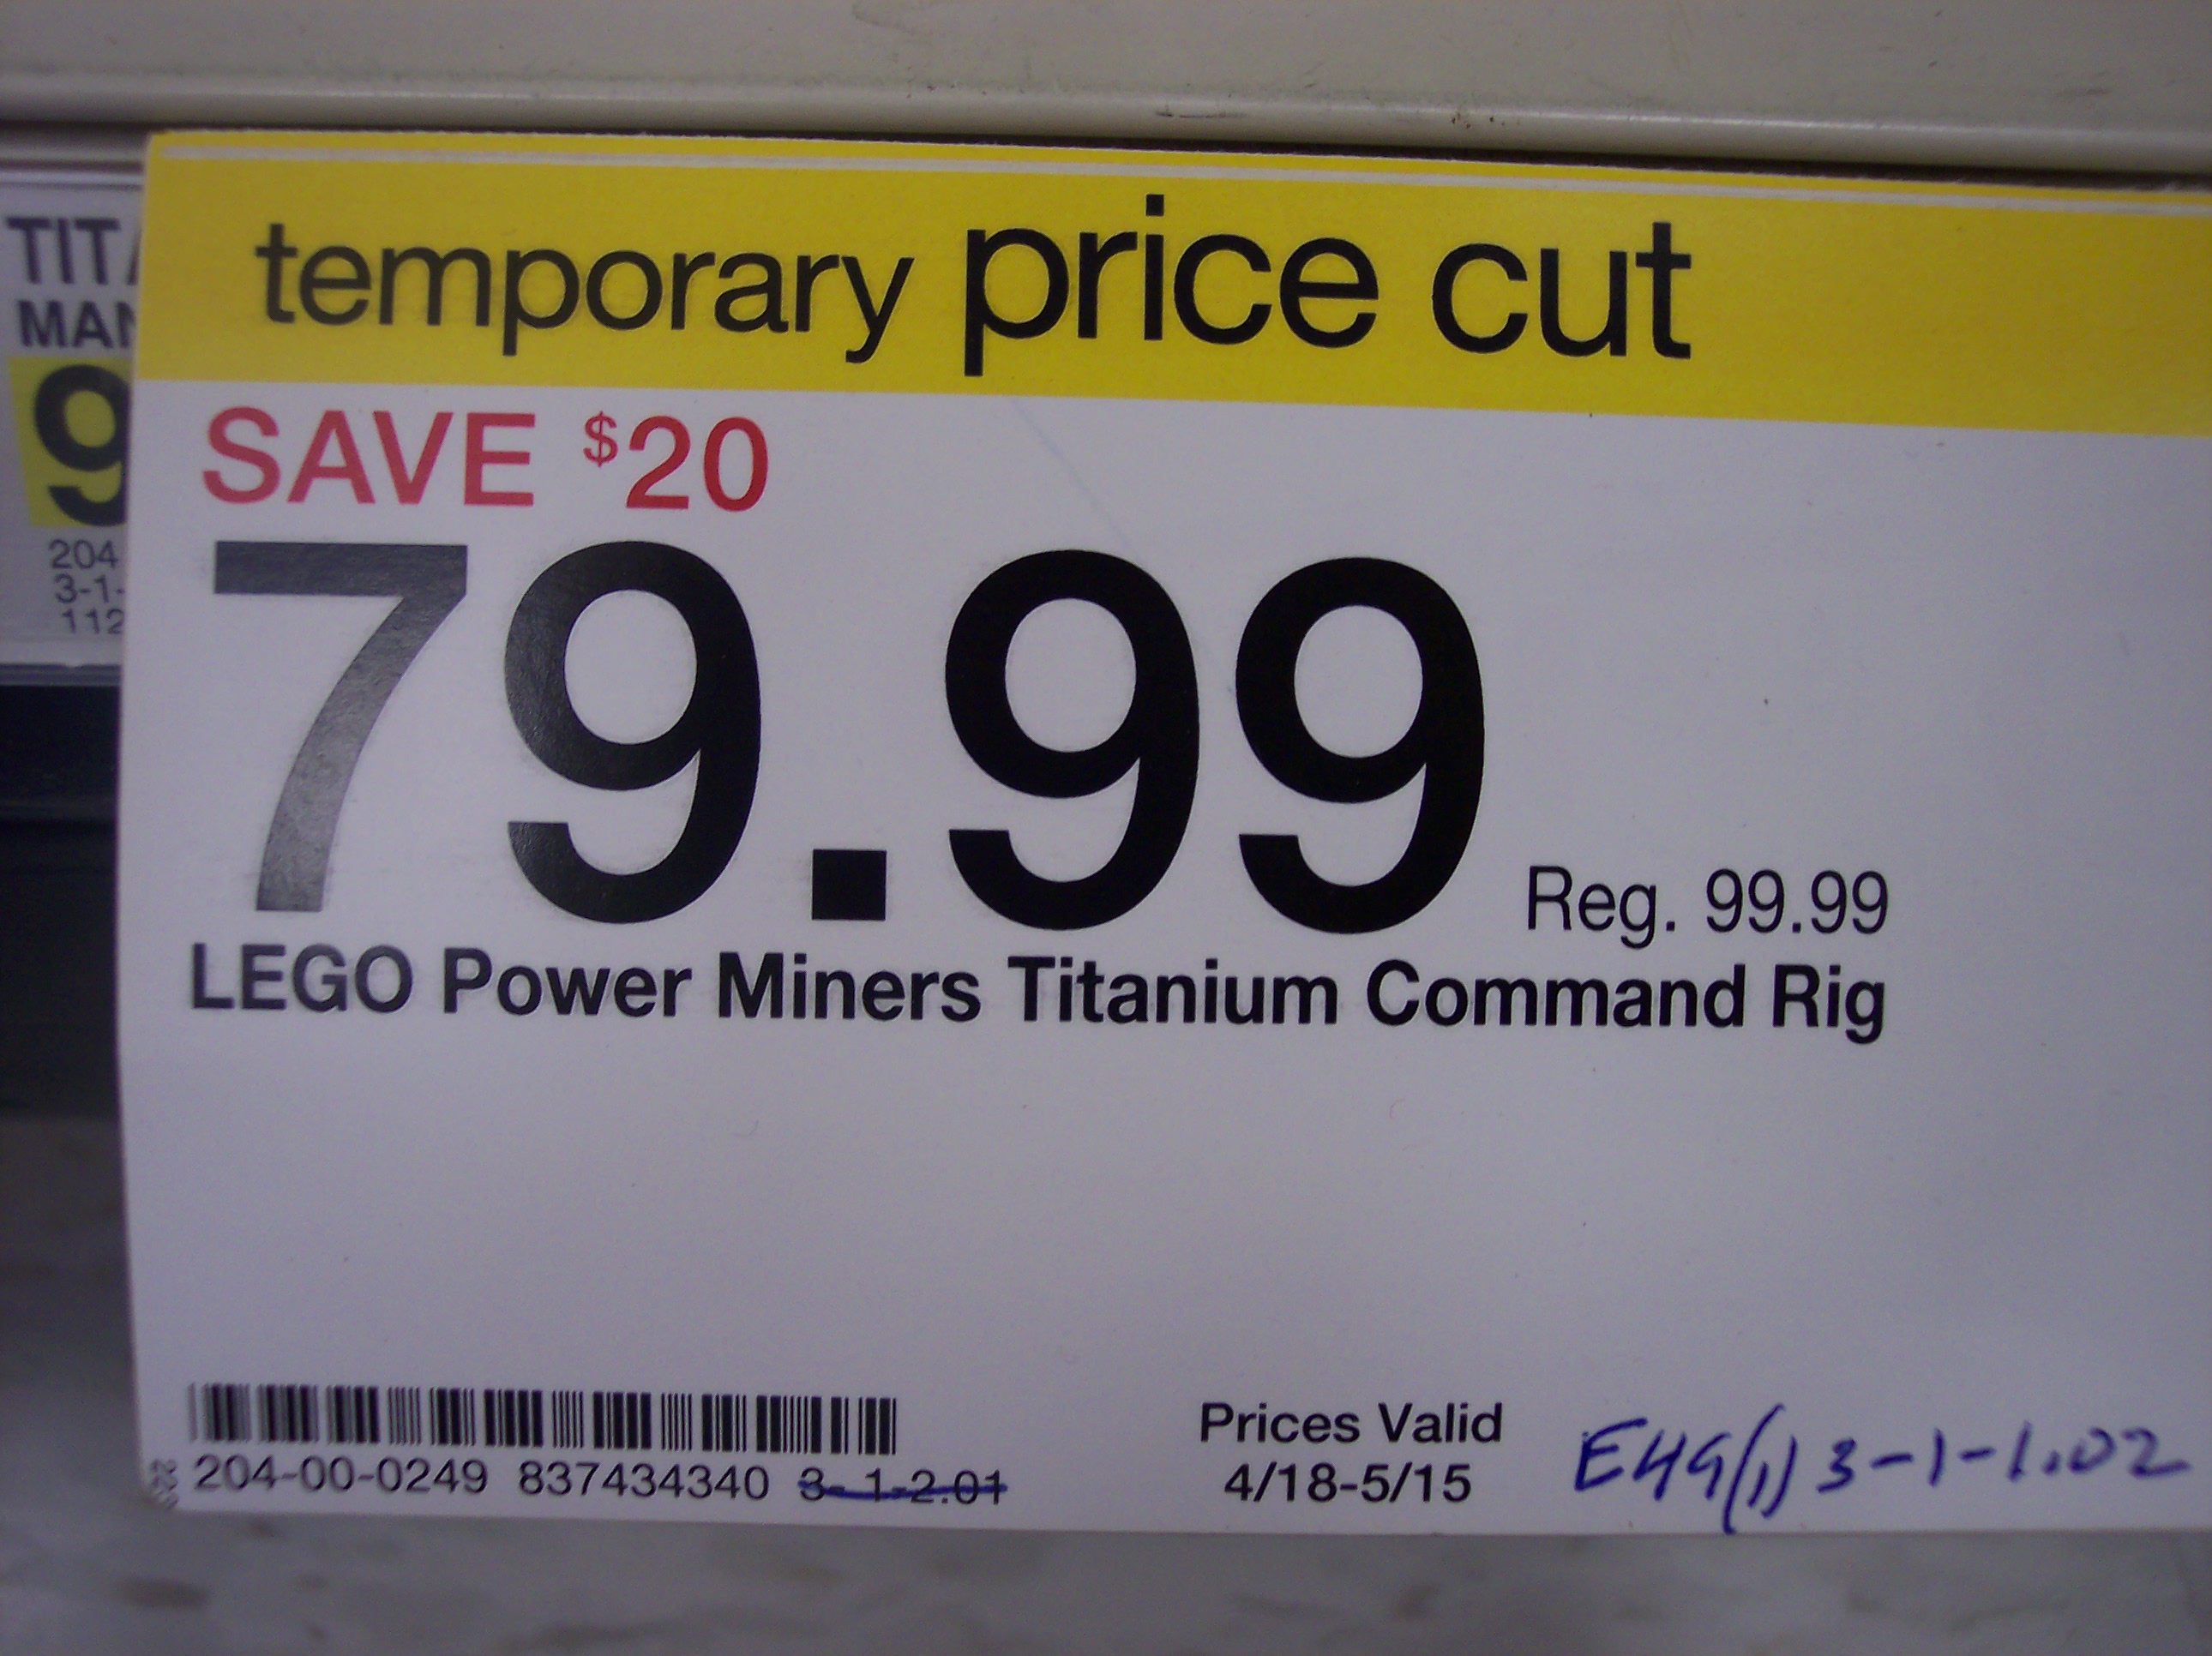 TIT
MAN
9
204
3-1-
112
temporary price cut
SAVE $20
79.99 Reg. 99.99
LEGO Power Miners Titanium Command Rig
204-00-0249 837434340 3- 1-2.01
Prices Valid
4/18-5/15
E49(1) 3-1-1.02